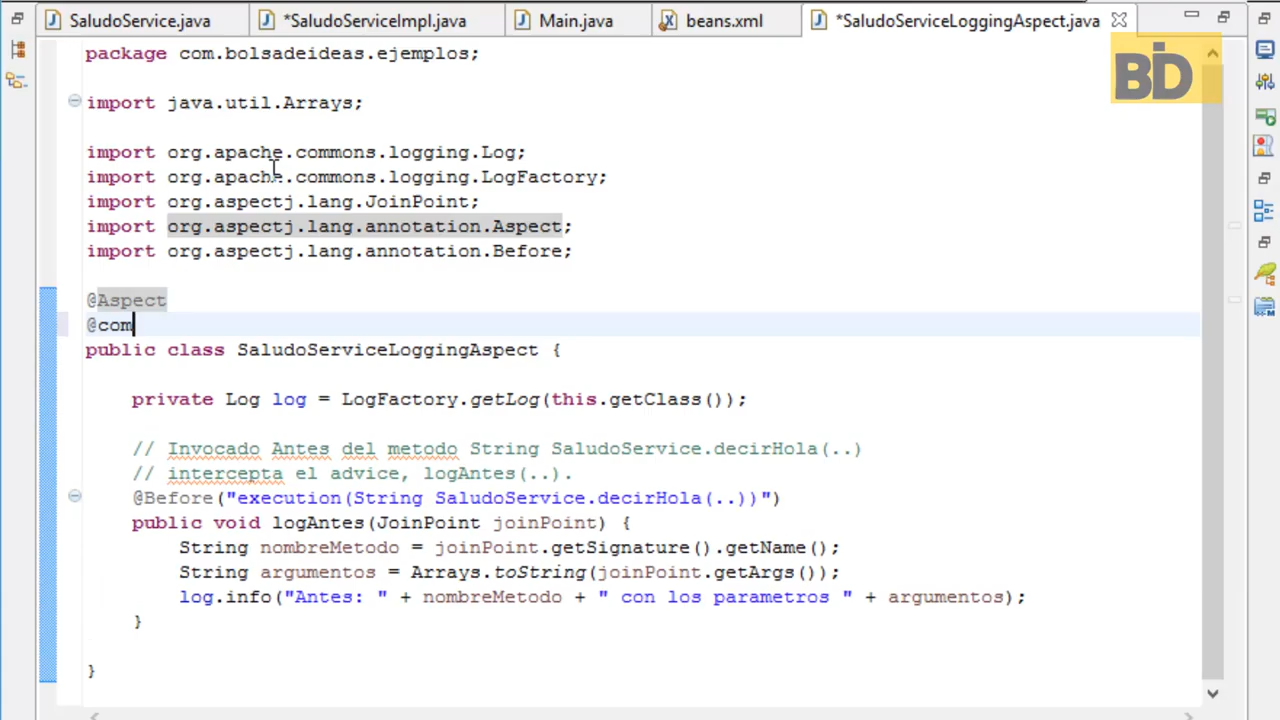 SaludoService.java
*SaludoServiceImpl.java
Main.java
beans.xml
*SaludoServiceLoggingAspect.java
BD
package com.bolsadeideas.ejemplos;
import java.util.Arrays;
import org.apache.commons.logging.Log;
import org.apache.commons.logging.LogFactory;
import org.aspectj.lang.JoinPoint;
import org.aspectj.lang.annotation.Aspect;
import org.aspectj.lang.annotation.Before;
@Aspect
@com
public class SaludoServiceLoggingAspect {
private Log log = LogFactory.getLog(this.getClass());
// Invocado Antes del metodo String SaludoService.decirHola(..)
// intercepta el advice, logAntes(..).
@Before("execution(String SaludoService.decirHola(..))")
public void logAntes(JoinPoint joinPoint) {
String nombreMetodo = joinPoint.getSignature().getName();
String argumentos = Arrays.toString(joinPoint.getArgs());
log.info("Antes: " + nombreMetodo + " con los parametros " + argumentos);
}
}